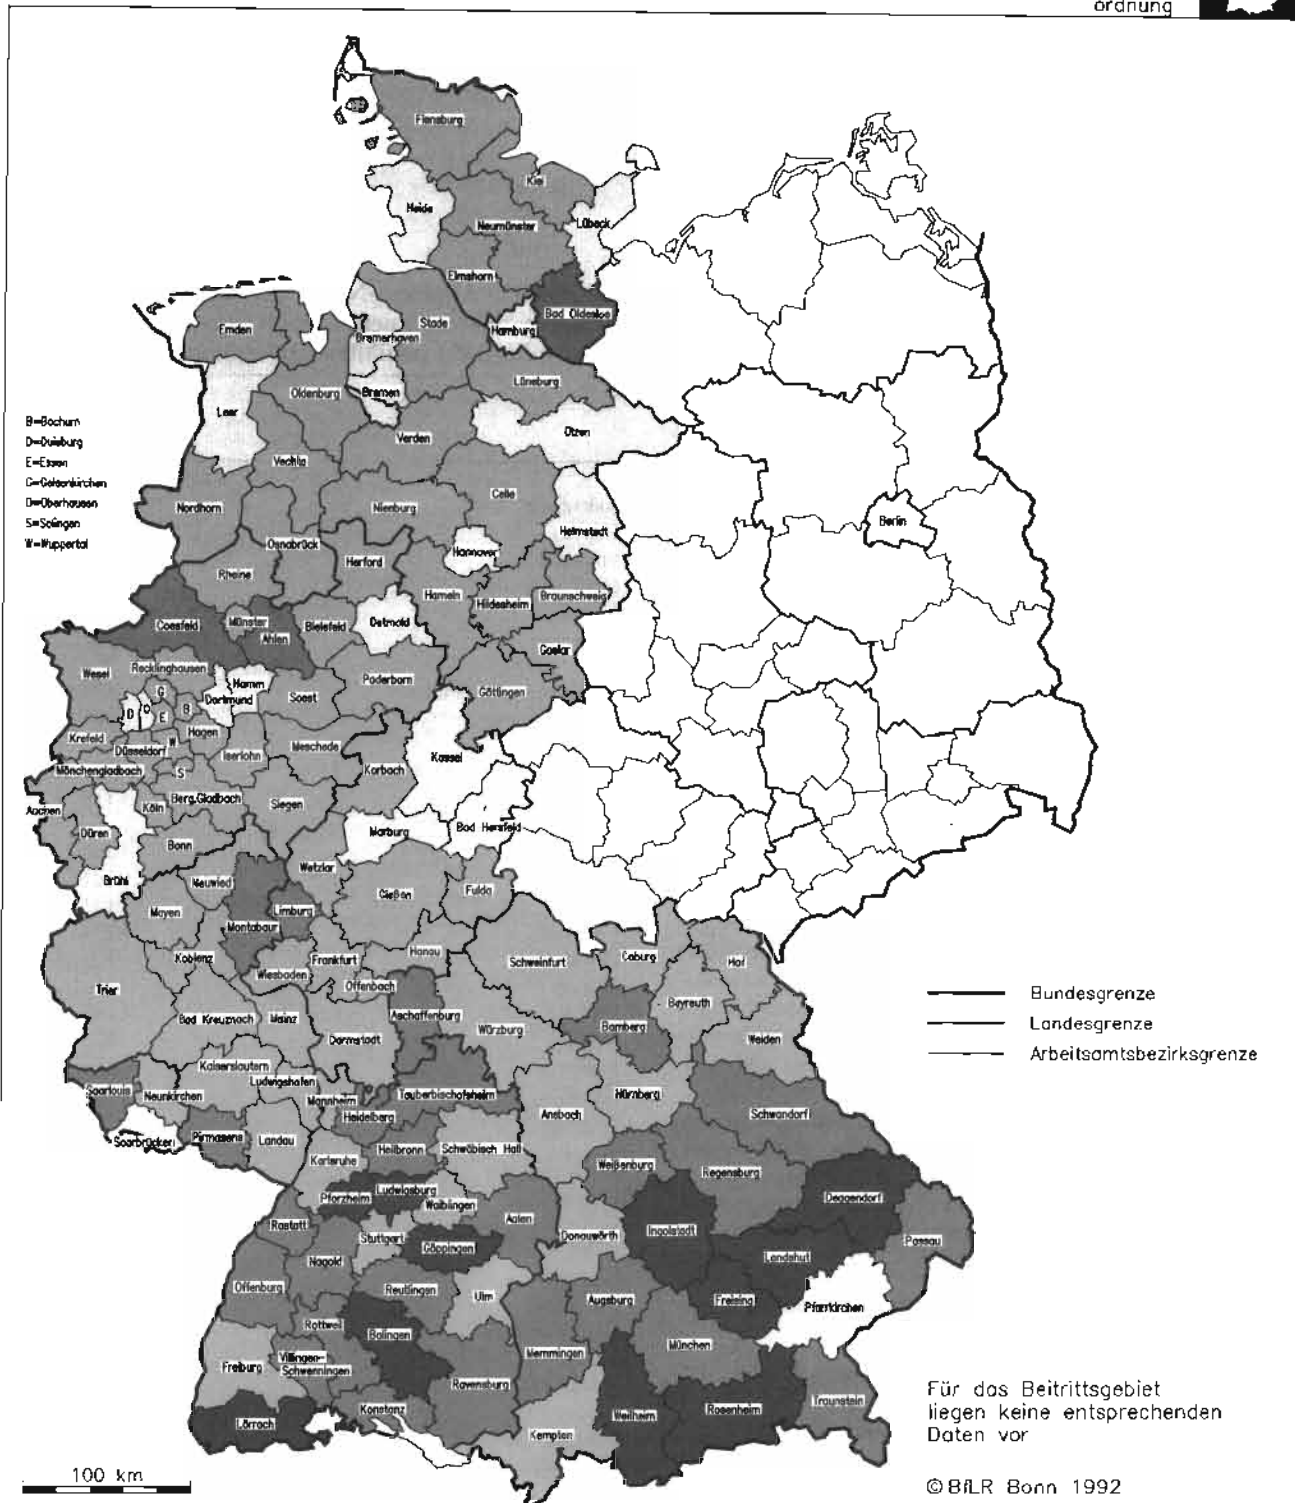 ordnung
Flensburg
Kiel
Heide
Neumünster
Lübeck
Elmshorn
Bad Oldesloe
Hamburg
Emden
Stade
Bremerhaven
Lüneburg
Oldenburg
Bremen
Leer
Uelzen
Verden
B=Bochum
D=Duisburg
E=Essen
G=Gelsenkirchen
O=Oberhausen
S=Solingen
W=Wuppertal
Vechta
Celle
Nordhorn
Nienburg
Helmstedt
Berlin
Osnabrück
Hannover
Herford
Rheine
Hameln
Hildesheim
Braunschweig
Coesfeld
Münster
Ahlen
Bielefeld
Detmold
Goslar
Wesel
Recklinghausen
Hamm
Dortmund
Soest
Paderborn
Göttingen
G
D
O
E
B
Krefeld
Düsseldorf
W
Hagen
Iserlohn
Meschede
Korbach
Kassel
Mönchengladbach
S
Aachen
Köln
Berg.Gladbach
Siegen
Düren
Bonn
Marburg
Bad Hersfeld
Brühl
Neuwied
Wetzlar
Gießen
Fulda
Mayen
Limburg
Montabaur
Koblenz
Wiesbaden
Frankfurt
Hanau
Schweinfurt
Coburg
Hof
Trier
Offenbach
Bad Kreuznach
Mainz
Darmstadt
Aschaffenburg
Würzburg
Bamberg
Bayreuth
Weiden
Bundesgrenze
Landesgrenze
Arbeitsamtsbezirksgrenze
Kaiserslautern
Saarlouis
Neunkirchen
Ludwigshafen
Mannheim
Heidelberg
Tauberbischofsheim
Ansbach
Nürnberg
Schwandorf
Saarbrücken
Pirmasens
Landau
Karlsruhe
Heilbronn
Schwäbisch Hall
Weißenburg
Regensburg
Pforzheim
Ludwigsburg
Waiblingen
Deggendorf
Rastatt
Stuttgart
Göppingen
Aalen
Donauwörth
Ingolstadt
Landshut
Passau
Nagold
Offenburg
Reutlingen
Ulm
Augsburg
Freising
Pfarrkirchen
Rottweil
Balingen
München
Freiburg
Villingen-
Schwenningen
Memmingen
Ravensburg
Lörrach
Konstanz
Kempten
Weilheim
Rosenheim
Traunstein
Für das Beitrittsgebiet
liegen keine entsprechenden
Daten vor
100 km
©BfLR Bonn 1992